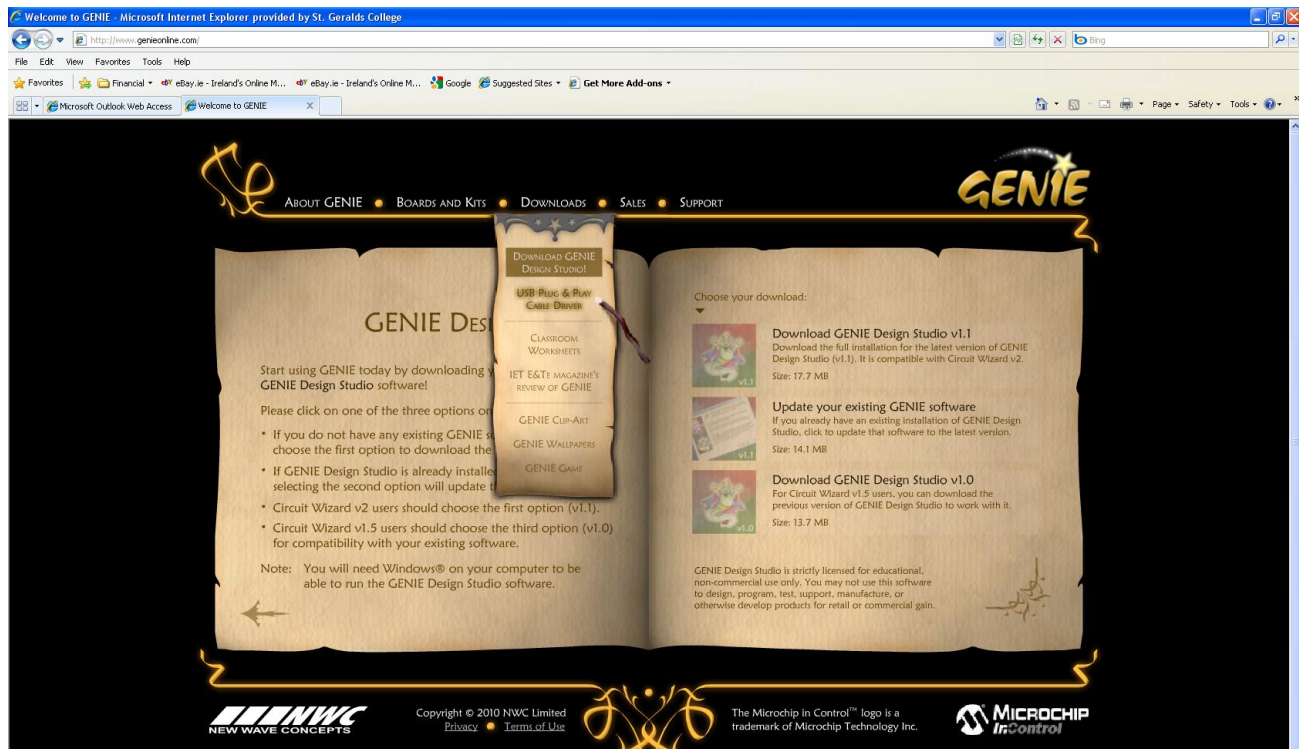 Welcome to GENIE - Microsoft Internet Explorer provided by St. Geralds College
http://www.genieonline.com/
Bing
File Edit View Favorites Tools Help
Favorites Financial eBay.ie - Ireland's Online M... eBay.ie - Ireland's Online M... Google Suggested Sites Get More Add-ons
Microsoft Outlook Web Access Welcome to GENIE X
Page Safety Tools
ABOUT GENIE BOARDS AND KITS DOWNLOADS SALES SUPPORT
GENIE
DOWNLOAD GENIE
DESIGN STUDIO!
USB PLUG & PLAY
CABLE DRIVER
CLASSROOM
WORKSHEETS
IET E&TE MAGAZINE'S
REVIEW OF GENIE
GENIE CLIP-ART
GENIE WALLPAPERS
GENIE GAME
GENIE DES
Start using GENIE today by downloading
GENIE Design Studio software!
Please click on one of the three options on
• If you do not have any existing GENIE
choose the first option to download the
• If GENIE Design Studio is already installed
selecting the second option will update
• Circuit Wizard v2 users should choose the first option (v1.1).
• Circuit Wizard v1.5 users should choose the third option (v1.0)
for compatibility with your existing software.
Note: You will need Windows® on your computer to be
able to run the GENIE Design Studio software.
Choose your download:
v1.1
Download GENIE Design Studio v1.1
Download the full installation for the latest version of GENIE
Design Studio (v1.1). It is compatible with Circuit Wizard v2.
Size: 17.7 MB
v1.1
Update your existing GENIE software
If you already have an existing installation of GENIE Design
Studio, click to update that software to the latest version.
Size: 14.1 MB
v1.0
Download GENIE Design Studio v1.0
For Circuit Wizard v1.5 users, you can download the
previous version of GENIE Design Studio to work with it.
Size: 13.7 MB
GENIE Design Studio is strictly licensed for educational,
non-commercial use only. You may not use this software
to design, program, test, support, manufacture, or
otherwise develop products for retail or commercial gain.
NWC
NEW WAVE CONCEPTS
Copyright © 2010 NWC Limited
Privacy Terms of Use
The Microchip in Control™ logo is a
trademark of Microchip Technology Inc.
MICROCHIP
In Control